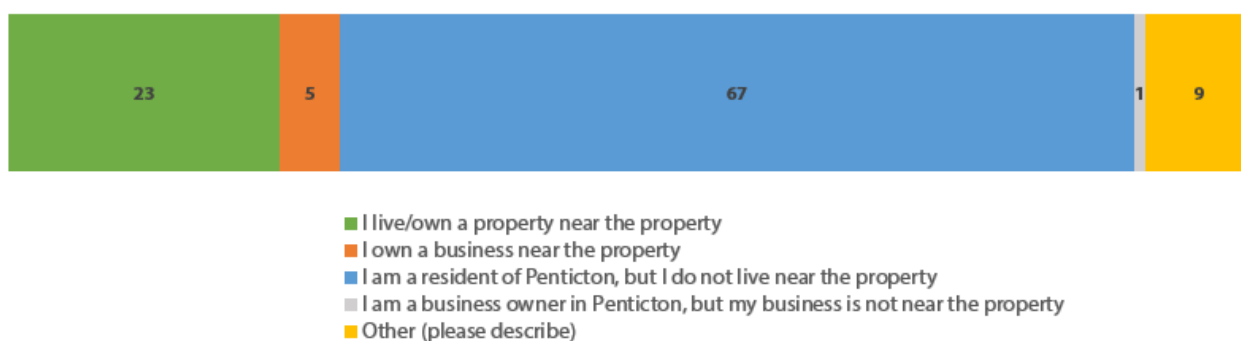 23 5 67 1 9
I live/own a property near the property
I own a business near the property
I am a resident of Penticton, but I do not live near the property
I am a business owner in Penticton, but my business is not near the property
Other (please describe)